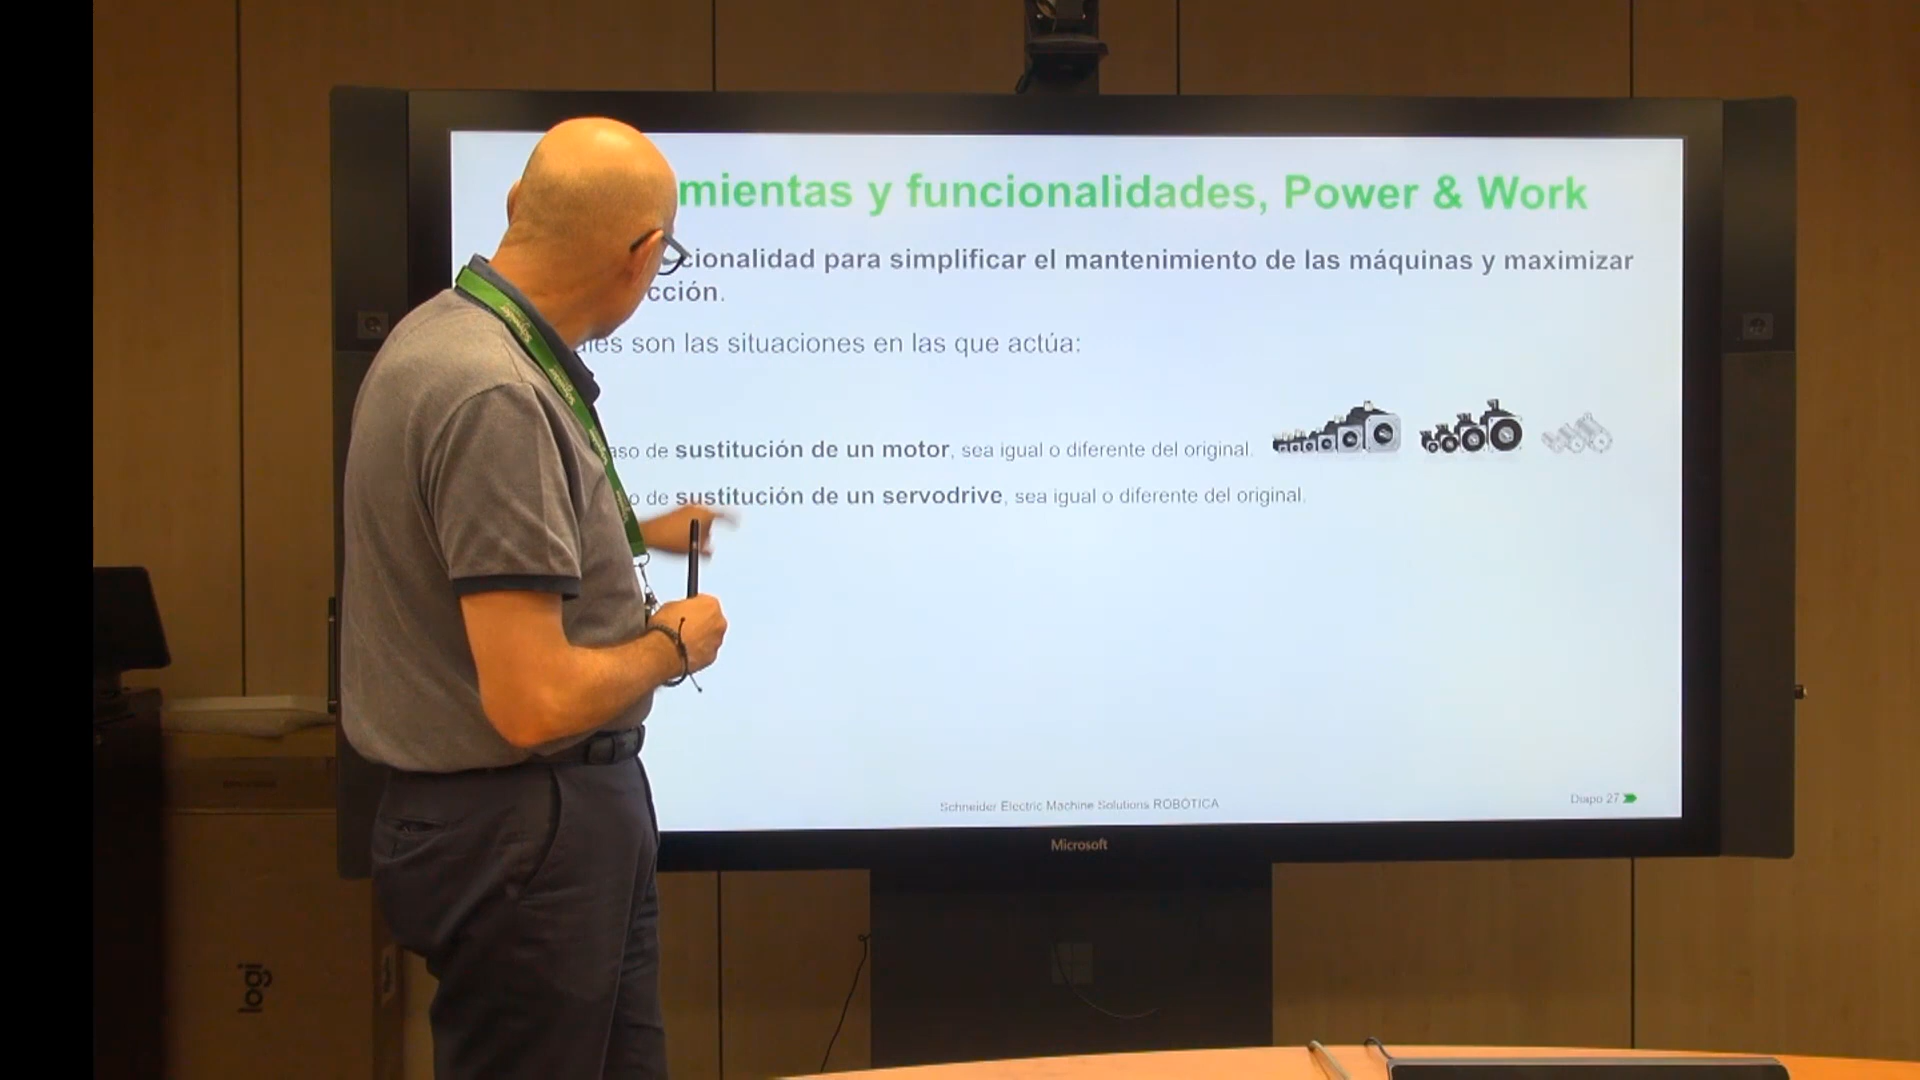 mientas y funcionalidades, Power & Work
cionalidad para simplificar el mantenimiento de las máquinas y maximizar
cción.
son las situaciones en las que actúa:
aso de sustitución de un motor, sea igual o diferente del original.
o de sustitución de un servodrive, sea igual o diferente del original.
Schneider Electric Machine Solutions ROBOTICA
Diapo 27
Microsoft
logi